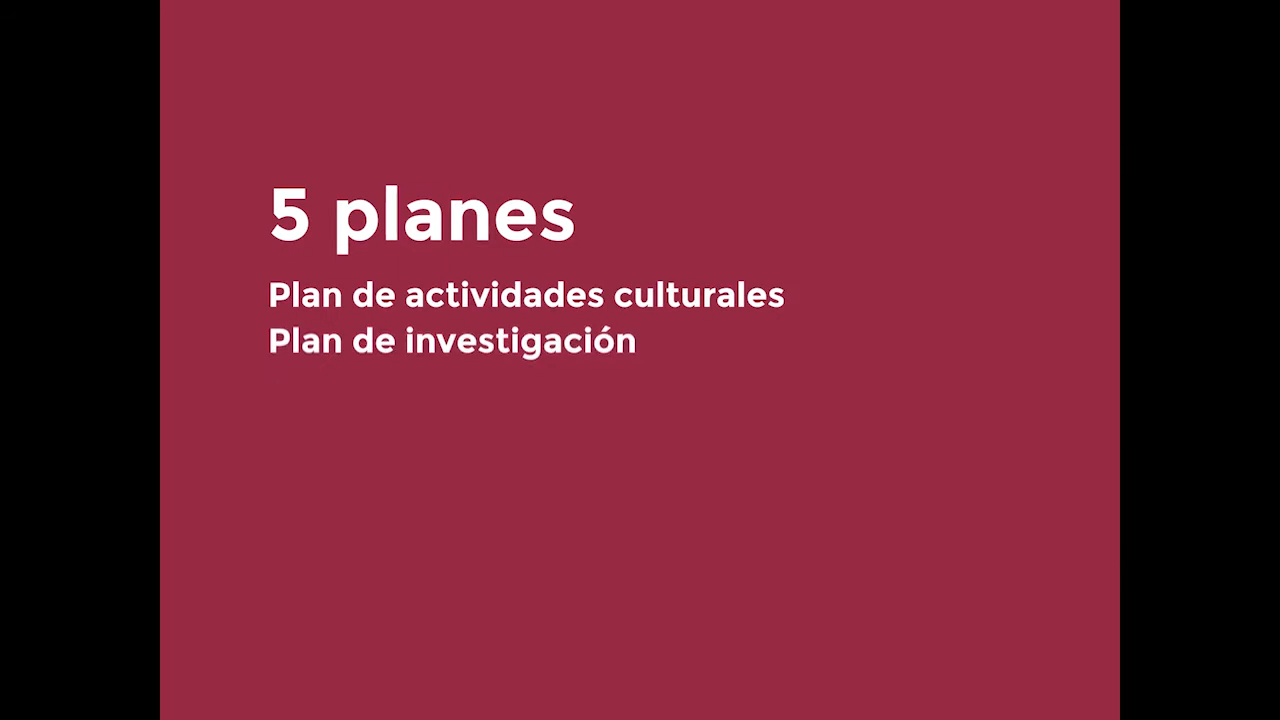 5 planes
Plan de actividades culturales
Plan de investigación